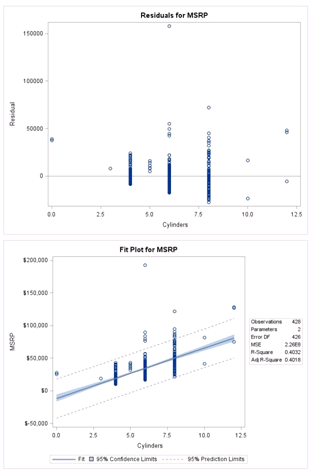 Residuals for MSRP
150000
100000
50000
0
Residual
0.0 2.5 5.0 7.5 10.0 12.5
Cylinders
Fit Plot for MSRP
$200,000
$150,000
$100,000
$50,000
$0
$-50,000
MSRP
0.0 2.5 5.0 7.5 10.0 12.5
Cylinders
Observations 428
Parameters 2
Error DF 426
MSE 2.26E8
R-Square 0.4032
Adj R-Square 0.4018
Fit 95% Confidence Limits 95% Prediction Limits